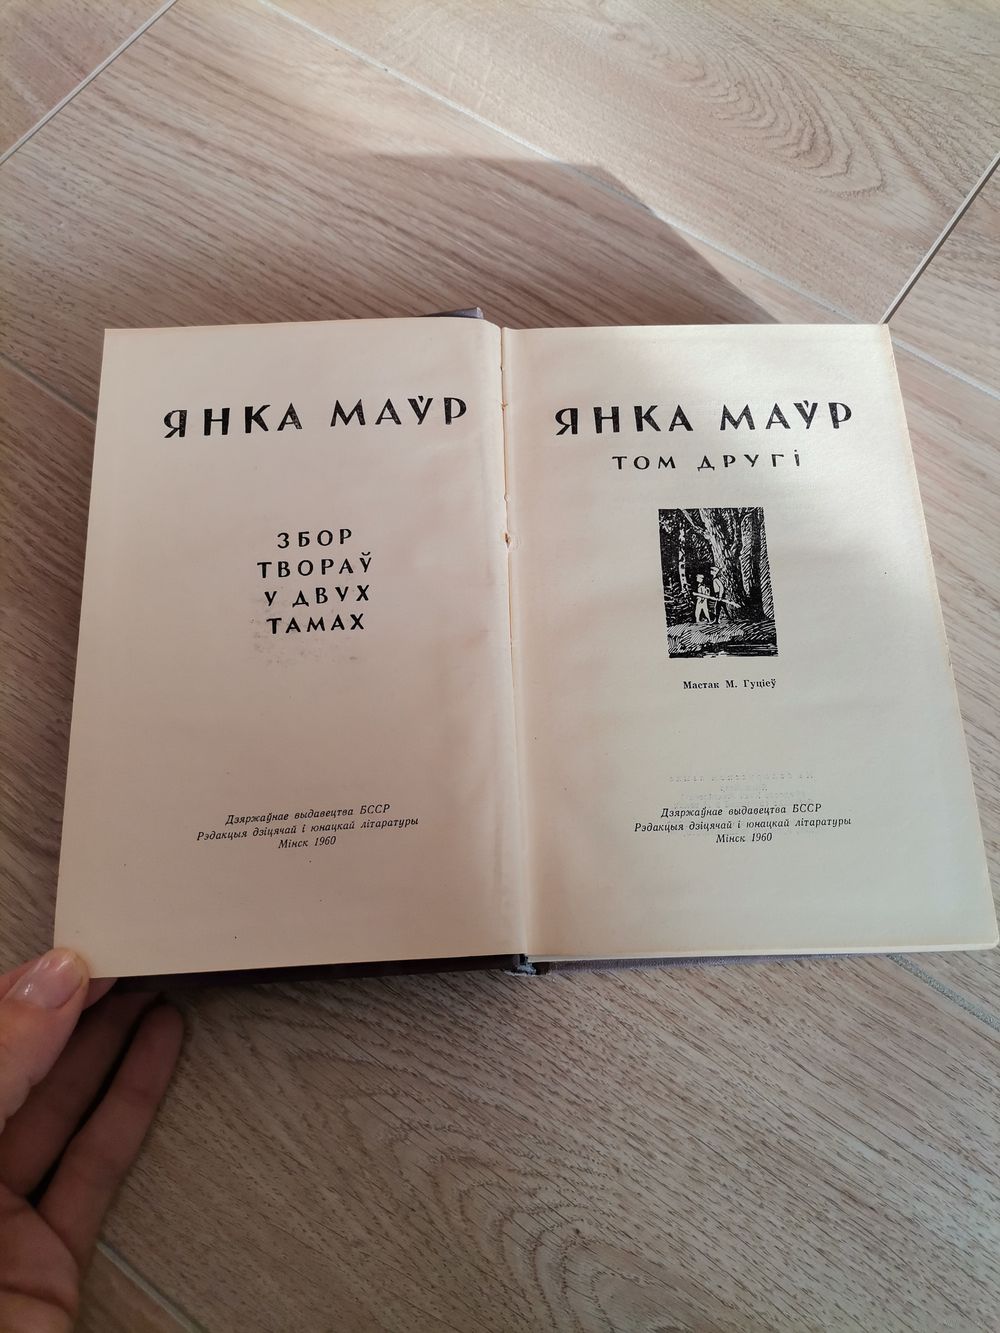 ЯНКА МАЎР
ЗБОР
ТВОРАЎ
У ДВУХ
ТАМАХ
Дзяржаўнае выдавецтва БССР
Рэдакцыя дзіцячай і юнацкай літаратуры
Мінск 1960
ЯНКА МАЎР
ТОМ ДРУГІ
Мастак М. Гуціеў
Дзяржаўнае выдавецтва БССР
Рэдакцыя дзіцячай і юнацкай літаратуры
Мінск 1960